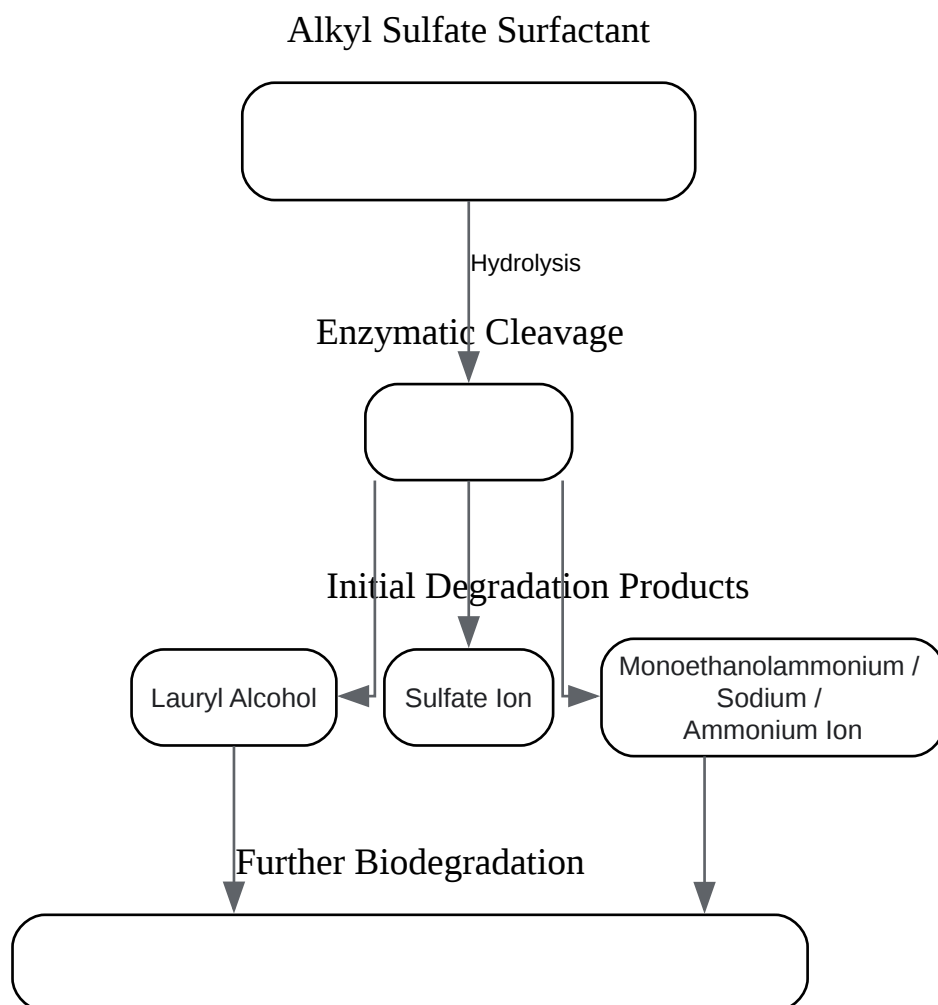 Alkyl Sulfate Surfactant
Hydrolysis
Enzymatic Cleavage
Initial Degradation Products
Lauryl Alcohol
Sulfate Ion
Monoethanolammonium /
Sodium /
Ammonium Ion
Further Biodegradation